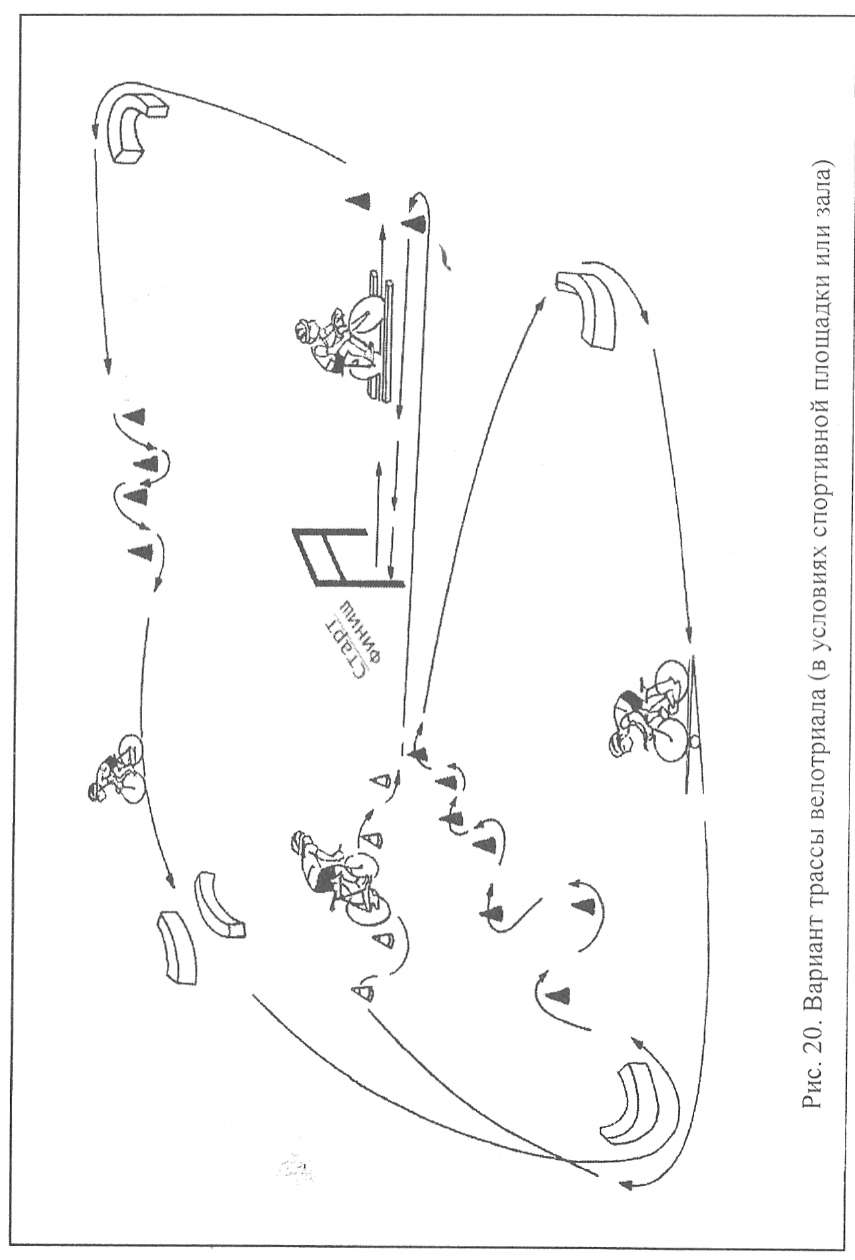 Старт
финиш
Рис. 20. Вариант трассы велотриала (в условиях спортивной площадки или зала)